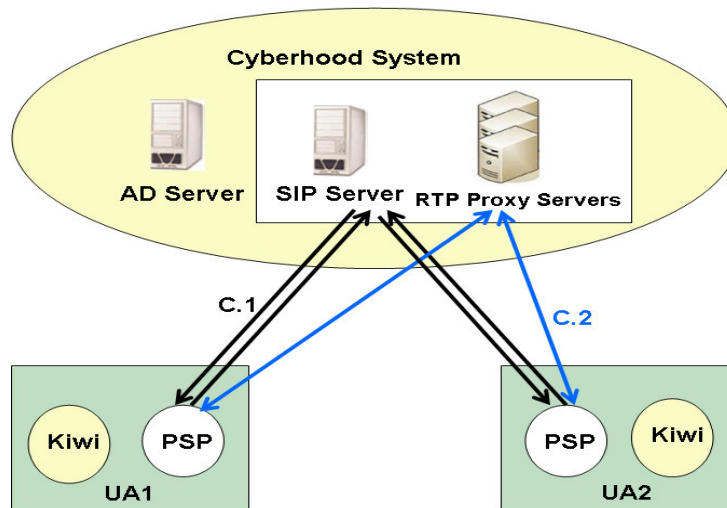 Cyberhood System
AD Server
SIP Server
RTP Proxy Servers
C.1
C.2
Kiwi
PSP
UA1
PSP
Kiwi
UA2